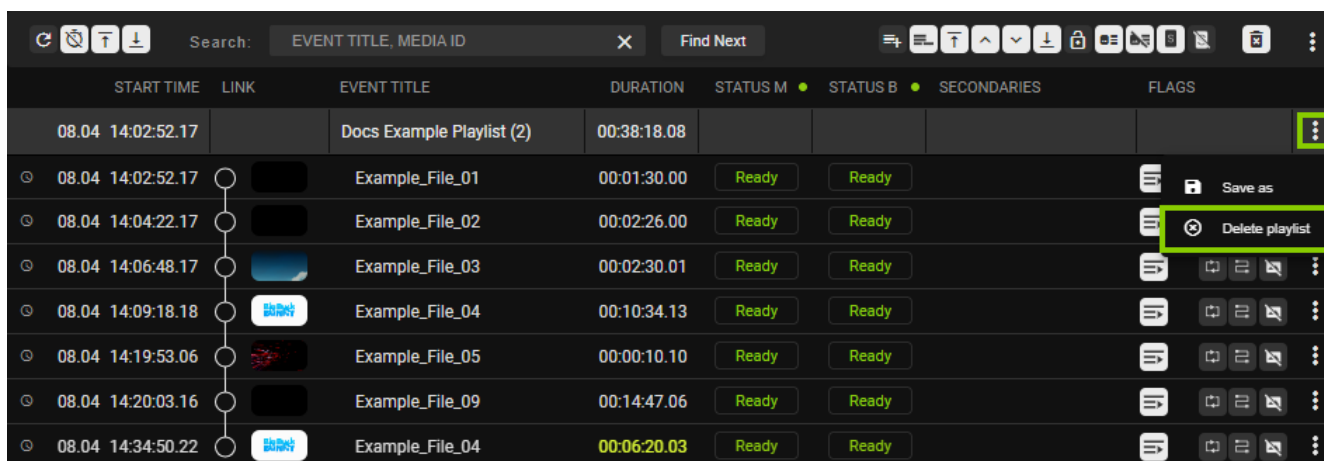 Search: EVENT TITLE, MEDIA ID Find Next
START TIME LINK EVENT TITLE DURATION STATUS M STATUS B SECONDARIES FLAGS
08.04 14:02:52.17 Docs Example Playlist (2) 00:38:18.08
08.04 14:02:52.17 Example_File_01 00:01:30.00 Ready Ready
Save as
08.04 14:04:22.17 Example_File_02 00:02:26.00 Ready Ready
Delete playlist
08.04 14:06:48.17 Example_File_03 00:02:30.01 Ready Ready
08.04 14:09:18.18 Example_File_04 00:10:34.13 Ready Ready
08.04 14:19:53.06 Example_File_05 00:00:10.10 Ready Ready
08.04 14:20:03.16 Example_File_09 00:14:47.06 Ready Ready
08.04 14:34:50.22 Example_File_04 00:06:20.03 Ready Ready